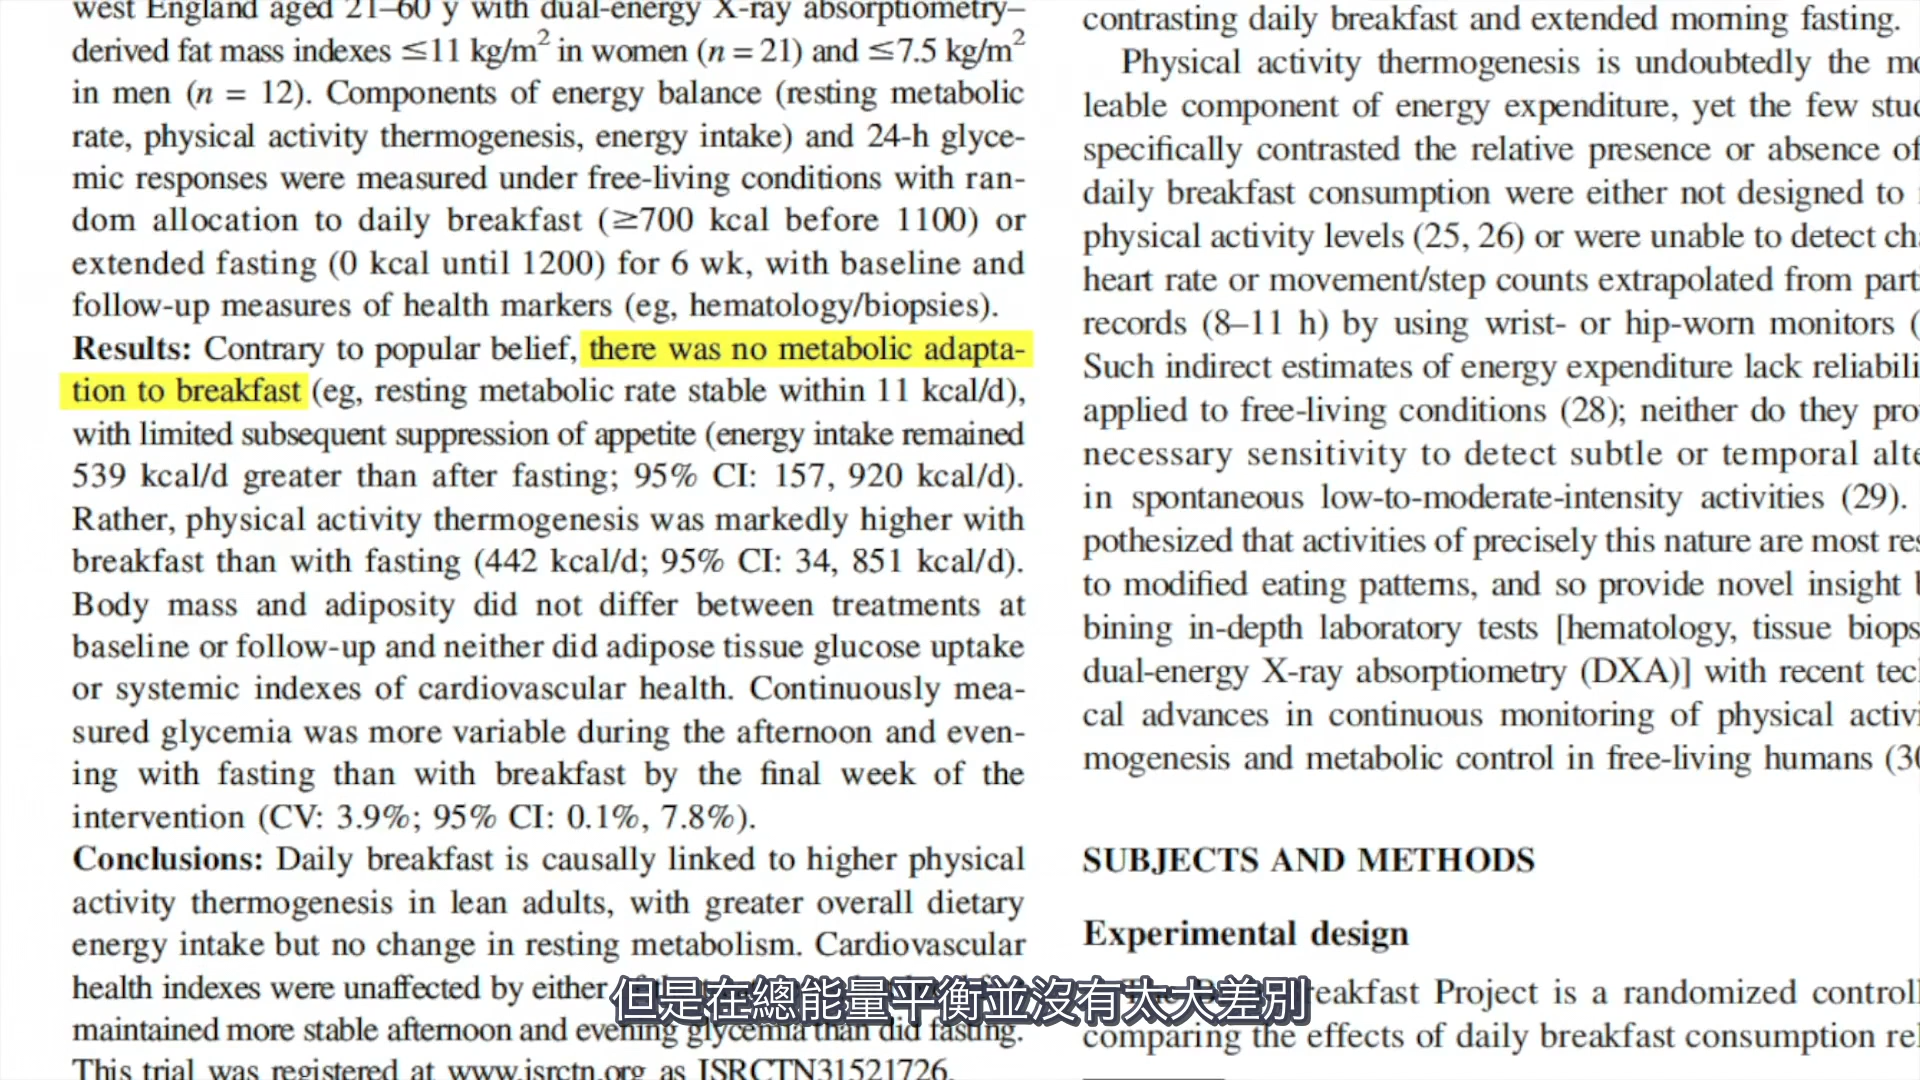 west England aged 21–60 y with dual-energy X-ray absorptiometry–
derived fat mass indexes ≤11 kg/m² in women (n = 21) and ≤7.5 kg/m²
in men (n = 12). Components of energy balance (resting metabolic
rate, physical activity thermogenesis, energy intake) and 24-h glyce-
mic responses were measured under free-living conditions with ran-
dom allocation to daily breakfast (≥700 kcal before 1100) or
extended fasting (0 kcal until 1200) for 6 wk, with baseline and
follow-up measures of health markers (eg, hematology/biopsies).
Results: Contrary to popular belief, there was no metabolic adapta-
tion to breakfast (eg, resting metabolic rate stable within 11 kcal/d),
with limited subsequent suppression of appetite (energy intake remained
539 kcal/d greater than after fasting; 95% CI: 157, 920 kcal/d).
Rather, physical activity thermogenesis was markedly higher with
breakfast than with fasting (442 kcal/d; 95% CI: 34, 851 kcal/d).
Body mass and adiposity did not differ between treatments at
baseline or follow-up and neither did adipose tissue glucose uptake
or systemic indexes of cardiovascular health. Continuously mea-
sured glycemia was more variable during the afternoon and even-
ing with fasting than with breakfast by the final week of the
intervention (CV: 3.9%; 95% CI: 0.1%, 7.8%).
Conclusions: Daily breakfast is causally linked to higher physical
activity thermogenesis in lean adults, with greater overall dietary
energy intake but no change in resting metabolism. Cardiovascular
health indexes were unaffected by either
maintained more stable afternoon and evening glycemia than did fasting.
This trial was registered at www.isrctn.org as ISRCTN31521726.
contrasting daily breakfast and extended morning fasting.
Physical activity thermogenesis is undoubtedly the
leable component of energy expenditure, yet the few
specifically contrasted the relative presence or absence of
daily breakfast consumption were either not designed to
physical activity levels (25, 26) or were unable to detect
heart rate or movement/step counts extrapolated from
records (8–11 h) by using wrist- or hip-worn monitors (
Such indirect estimates of energy expenditure lack
applied to free-living conditions (28); neither do they
necessary sensitivity to detect subtle or temporal
in spontaneous low-to-moderate-intensity activities (29).
pothesized that activities of precisely this nature are most
to modified eating patterns, and so provide novel insight
bining in-depth laboratory tests [hematology, tissue
dual-energy X-ray absorptiometry (DXA)] with recent
cal advances in continuous monitoring of physical
mogenesis and metabolic control in free-living humans
SUBJECTS AND METHODS
Experimental design
Breakfast Project is a randomized
comparing the effects of daily breakfast consumption
但是在總能量平衡並沒有太大差別